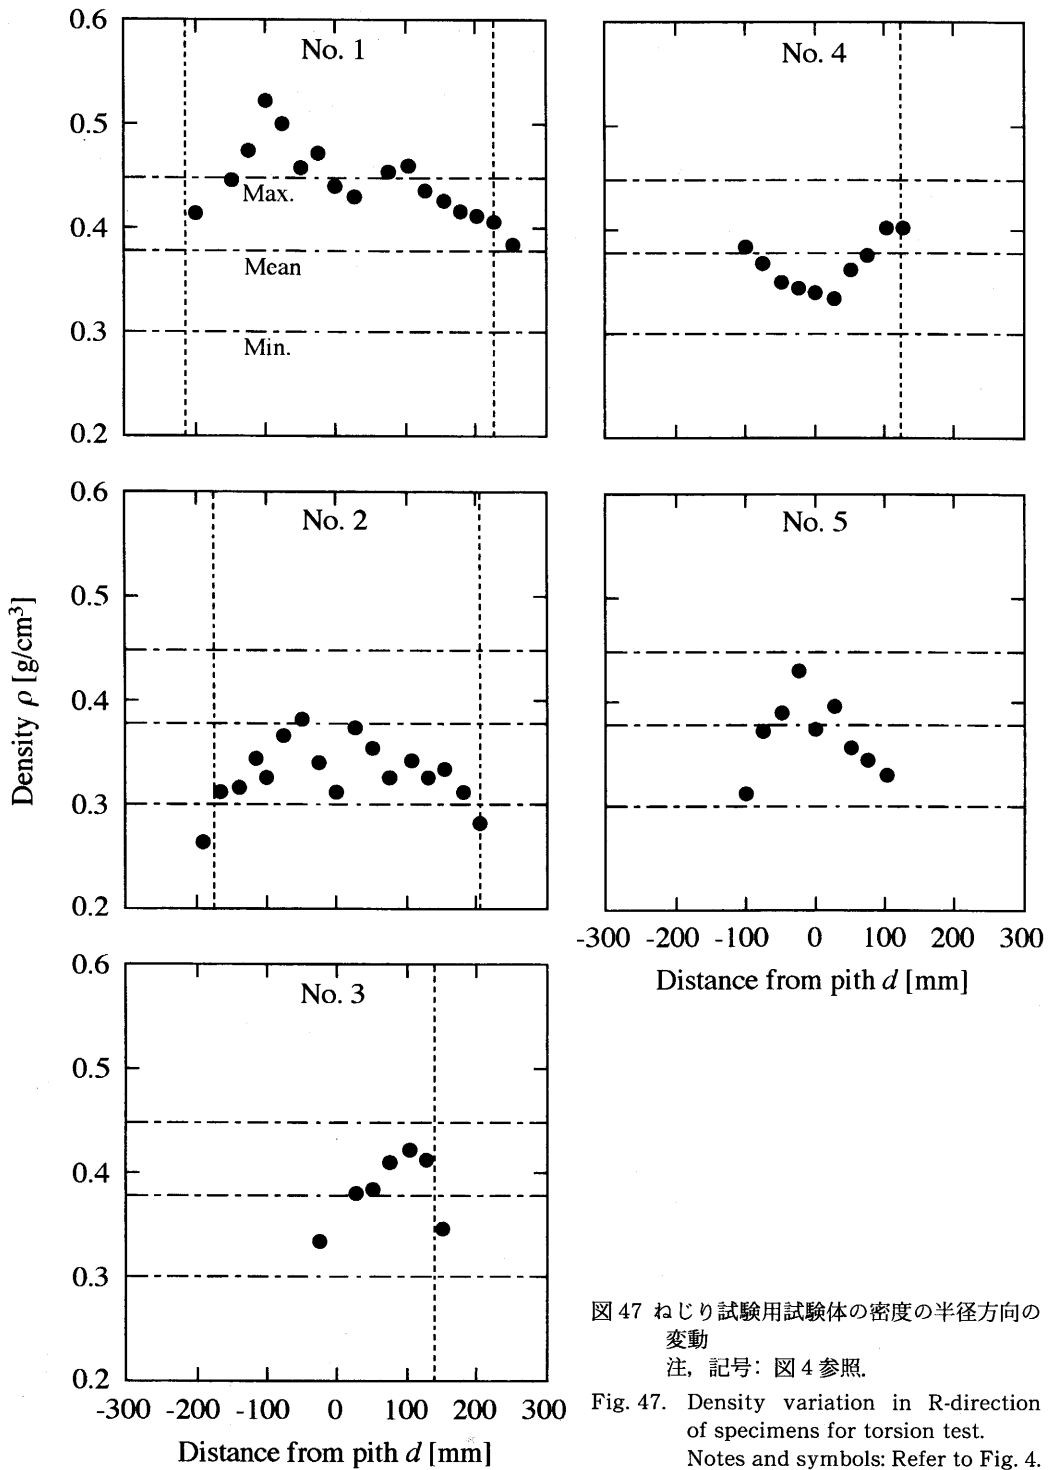 0.6
No. 1
0.5
Max.
0.4
Mean
0.3
Min.
0.2
No. 4
Density ρ [g/cm³]
0.6
No. 2
0.5
0.4
0.3
0.2
No. 5
-300 -200 -100 0 100 200 300
Distance from pith d [mm]
0.6
No. 3
0.5
0.4
0.3
0.2
-300 -200 -100 0 100 200 300
Distance from pith d [mm]
図 47 ねじり試験用試験体の密度の半径方向の
変動
注, 記号: 図 4 参照.
Fig. 47. Density variation in R-direction
of specimens for torsion test.
Notes and symbols: Refer to Fig. 4.